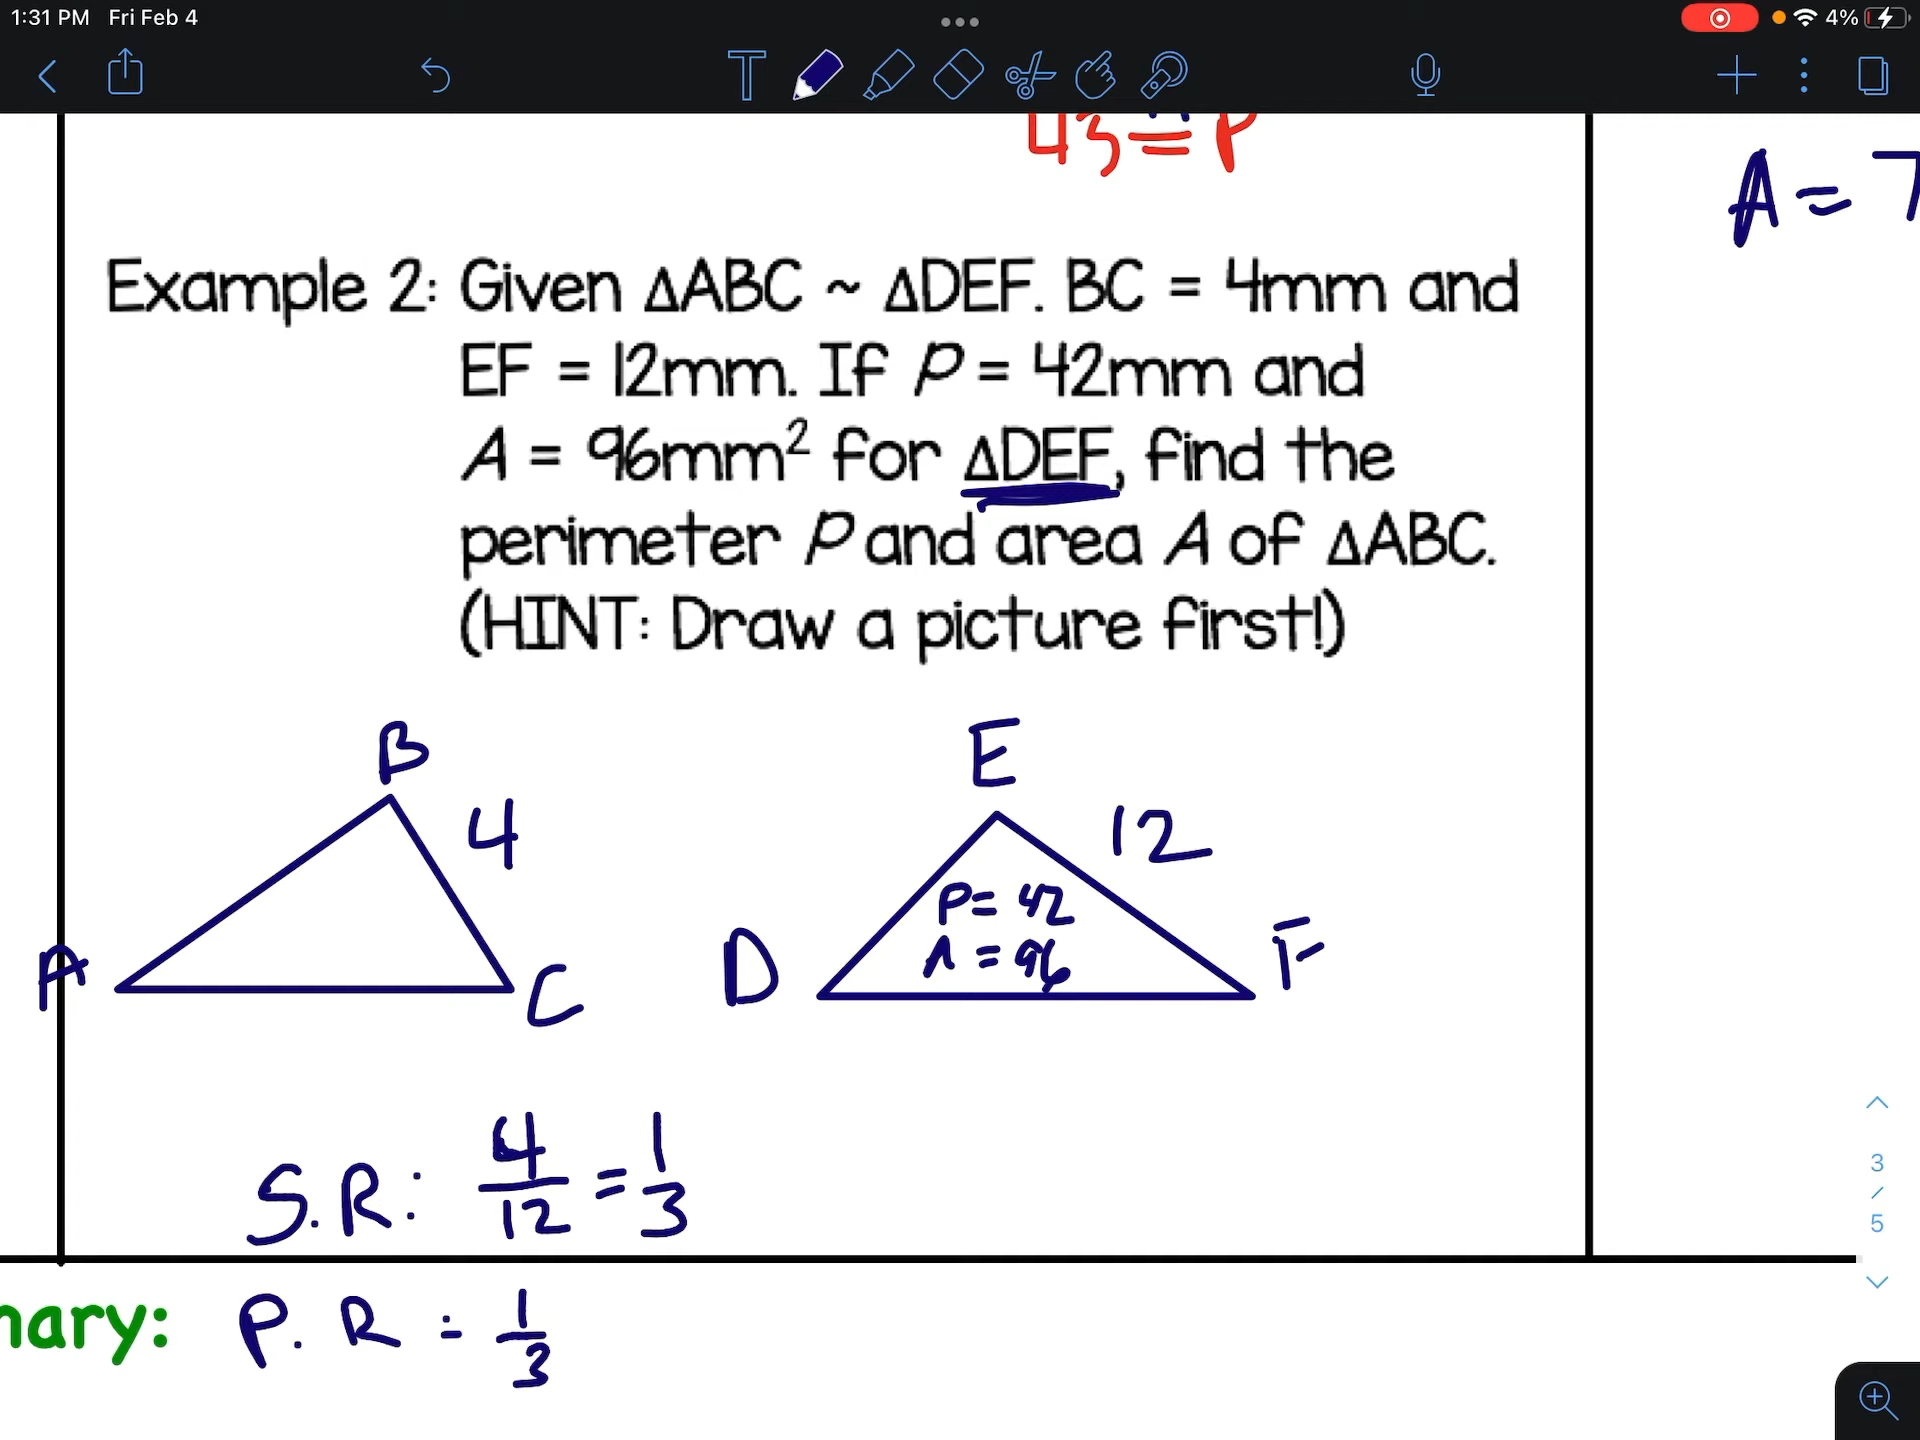 1:31 PM Fri Feb 4
4%
43 = P
A = 7
Example 2: Given ΔABC ~ ΔDEF. BC = 4mm and
EF = 12mm. If P = 42mm and
A = 96mm² for ΔDEF, find the
perimeter P and area A of ΔABC.
(HINT: Draw a picture first!)
B
E
4
12
P = 42
A = 96
A
C
D
F
S.R: 4/12 = 1/3
3
/
5
nary: P.R = 1/3